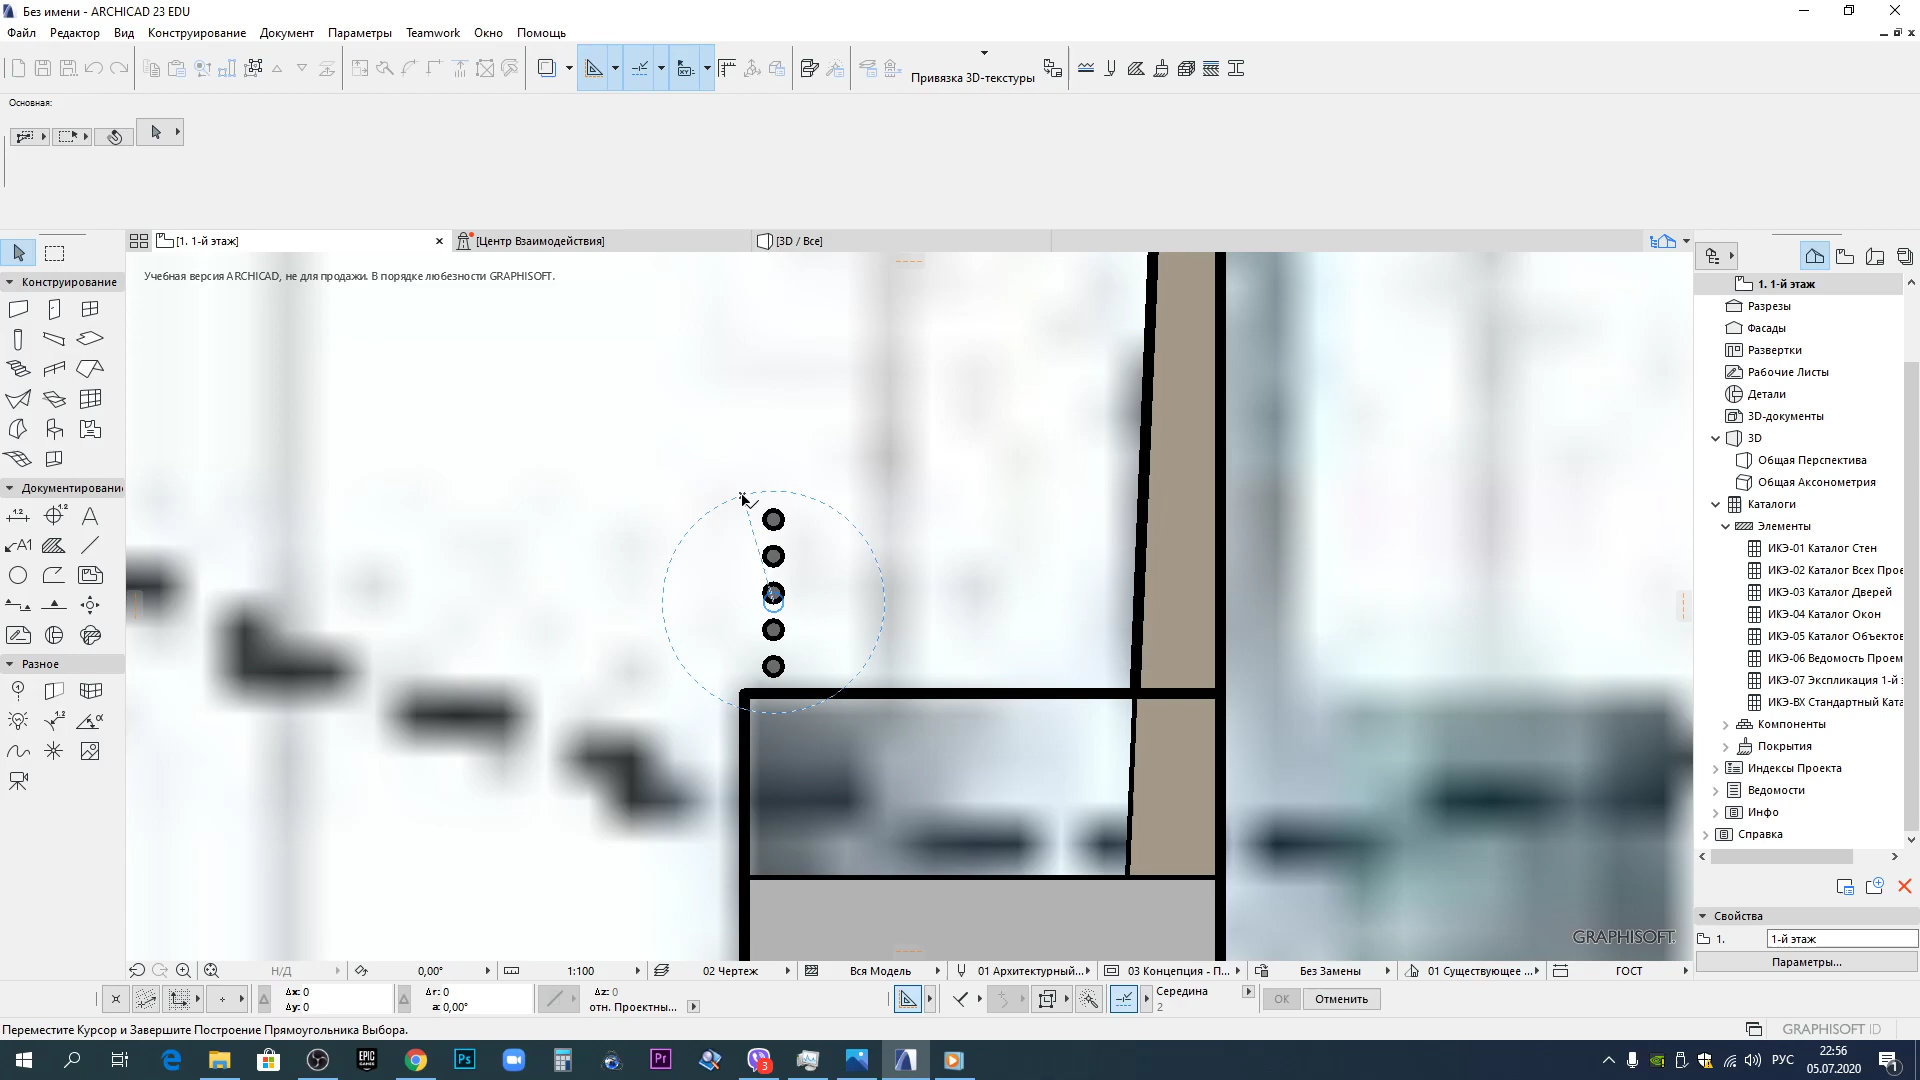 Без имени - ARCHICAD 23 EDU
Файл Редактор Вид Конструирование Документ Параметры Teamwork Окно Помощь
Привязка 3D-текстуры
Основная:
[1. 1-й этаж]
[Центр Взаимодействия]
[3D / Все]
Учебная версия ARCHICAD, не для продажи. В порядке любезности GRAPHISOFT.
Конструирование
Документировани
Разное
1. 1-й этаж
Разрезы
Фасады
Развертки
Рабочие Листы
Детали
3D-документы
3D
Общая Перспектива
Общая Аксонометрия
Каталоги
Элементы
ИКЭ-01 Каталог Стен
ИКЭ-02 Каталог Всех Прое
ИКЭ-03 Каталог Дверей
ИКЭ-04 Каталог Окон
ИКЭ-05 Каталог Объектов
ИКЭ-06 Ведомость Проем
ИКЭ-07 Экспликация 1-й э
ИКЭ-ВХ Стандартный Ката
Компоненты
Покрытия
Индексы Проекта
Ведомости
Инфо
Справка
Свойства
1. 1-й этаж
Параметры...
GRAPHISOFT.
Н/Д 0,00° 1:100 02 Чертеж Вся Модель 01 Архитектурный... 03 Концепция - П... Без Замены 01 Существующее ... ГОСТ
Δx: 0
Δy: 0
Δr: 0
a: 0,00°
Δz: 0
отн. Проектны...
Середина
2
ОК
Отменить
Переместите Курсор и Завершите Построение Прямоугольника Выбора.
GRAPHISOFT ID
РУС
22:56
05.07.2020